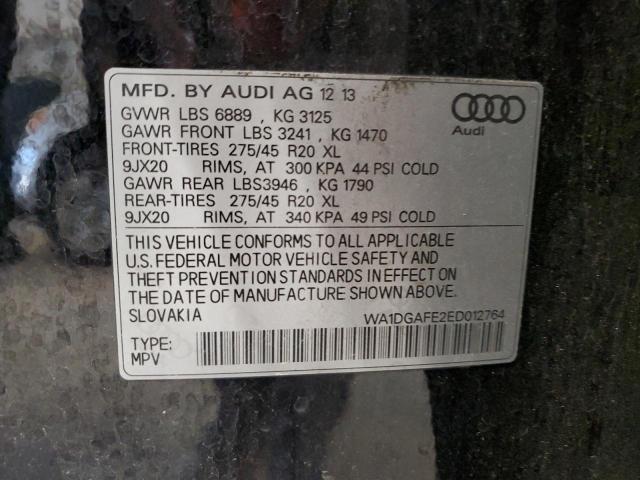 MFD. BY AUDI AG 12 13
GVWR LBS 6889 , KG 3125
GAWR FRONT LBS 3241 , KG 1470
FRONT-TIRES 275/45 R20 XL
9JX20 RIMS, AT 300 KPA 44 PSI COLD
GAWR REAR LBS3946 , KG 1790
REAR-TIRES 275/45 R20 XL
9JX20 RIMS, AT 340 KPA 49 PSI COLD
Audi
THIS VEHICLE CONFORMS TO ALL APPLICABLE
U.S. FEDERAL MOTOR VEHICLE SAFETY AND
THEFT PREVENTION STANDARDS IN EFFECT ON
THE DATE OF MANUFACTURE SHOWN ABOVE.
SLOVAKIA
WA1DGAFE2ED012764
TYPE:
MPV